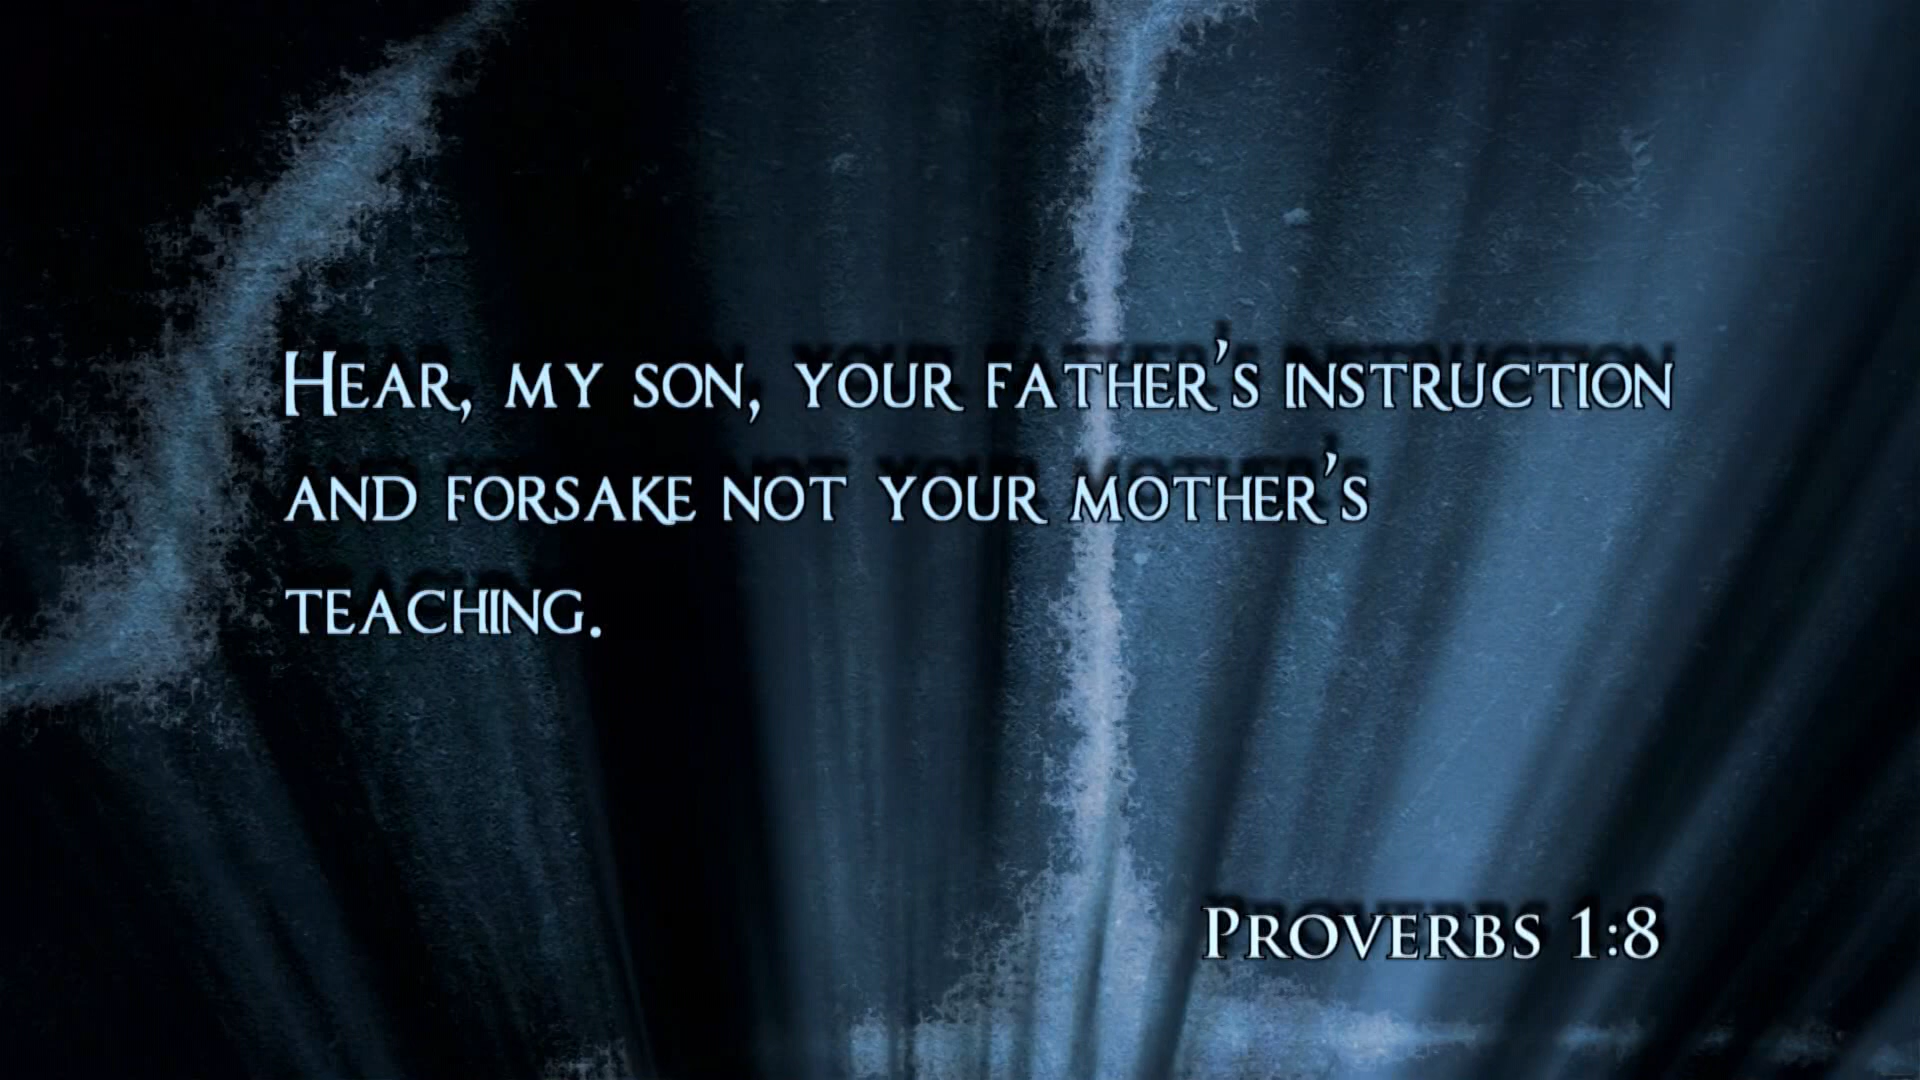 Hear, my son, your father's instruction
and forsake not your mother's
teaching.
Proverbs 1:8